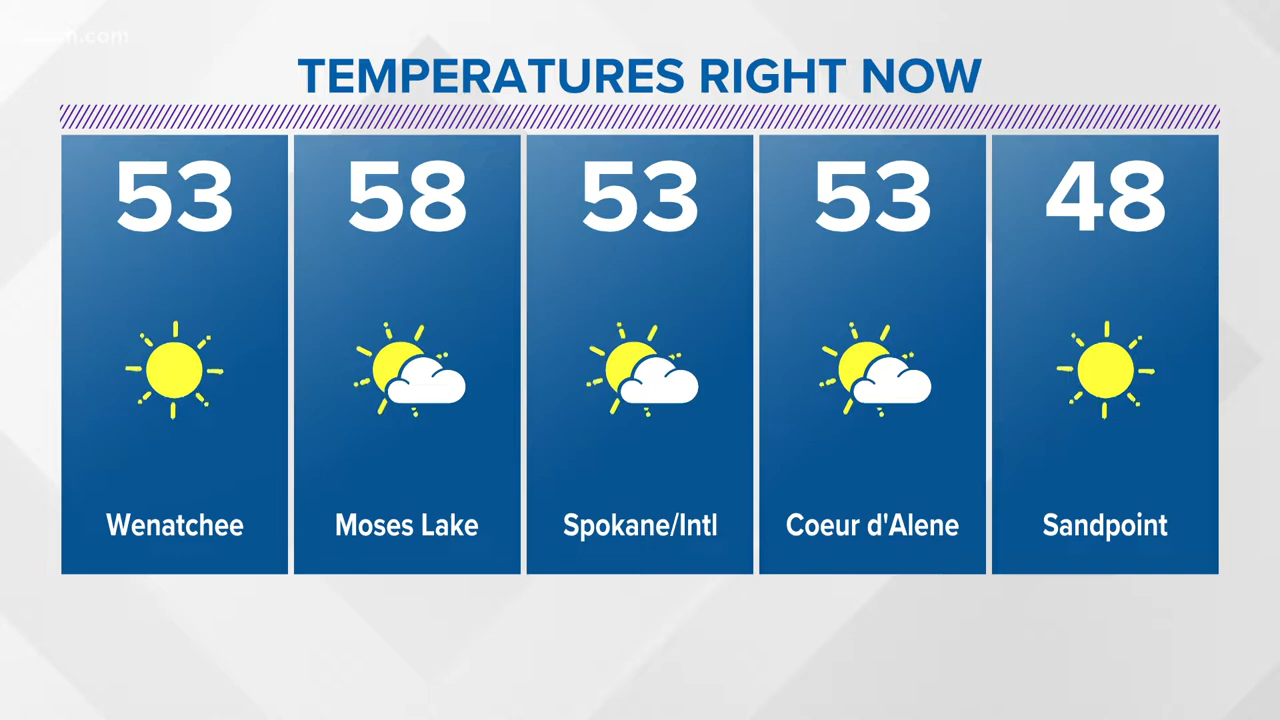 TEMPERATURES RIGHT NOW
53
58
53
53
48
Wenatchee
Moses Lake
Spokane/Intl
Coeur d'Alene
Sandpoint